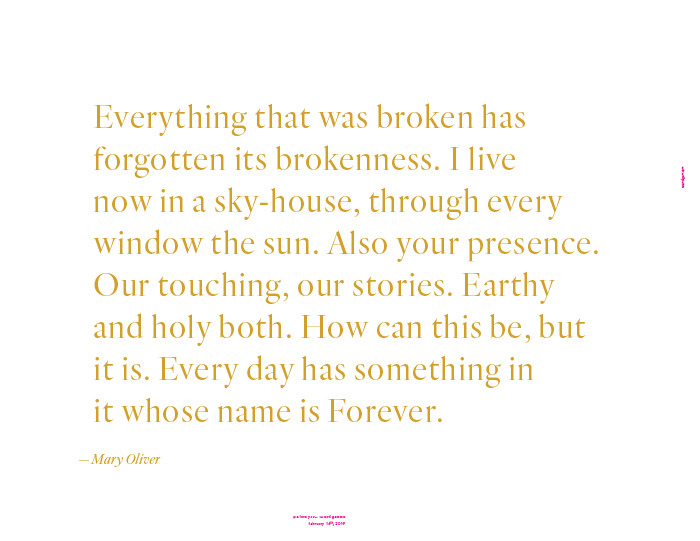 Everything that was broken has
forgotten its brokenness. I live
now in a sky-house, through every
window the sun. Also your presence.
Our touching, our stories. Earthy
and holy both. How can this be, but
it is. Every day has something in
it whose name is Forever.
— Mary Oliver
February 14th, 2019